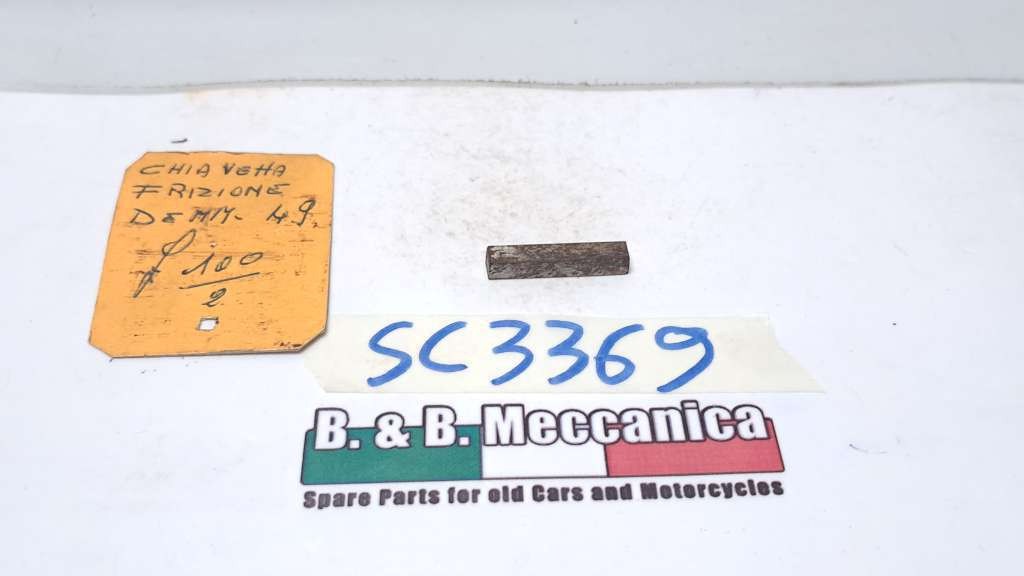 CHIAVETTA
FRIZIONE
DEMM- 49.
100
2
SC3369
B. & B. Meccanica
Spare Parts for old Cars and Motorcycles